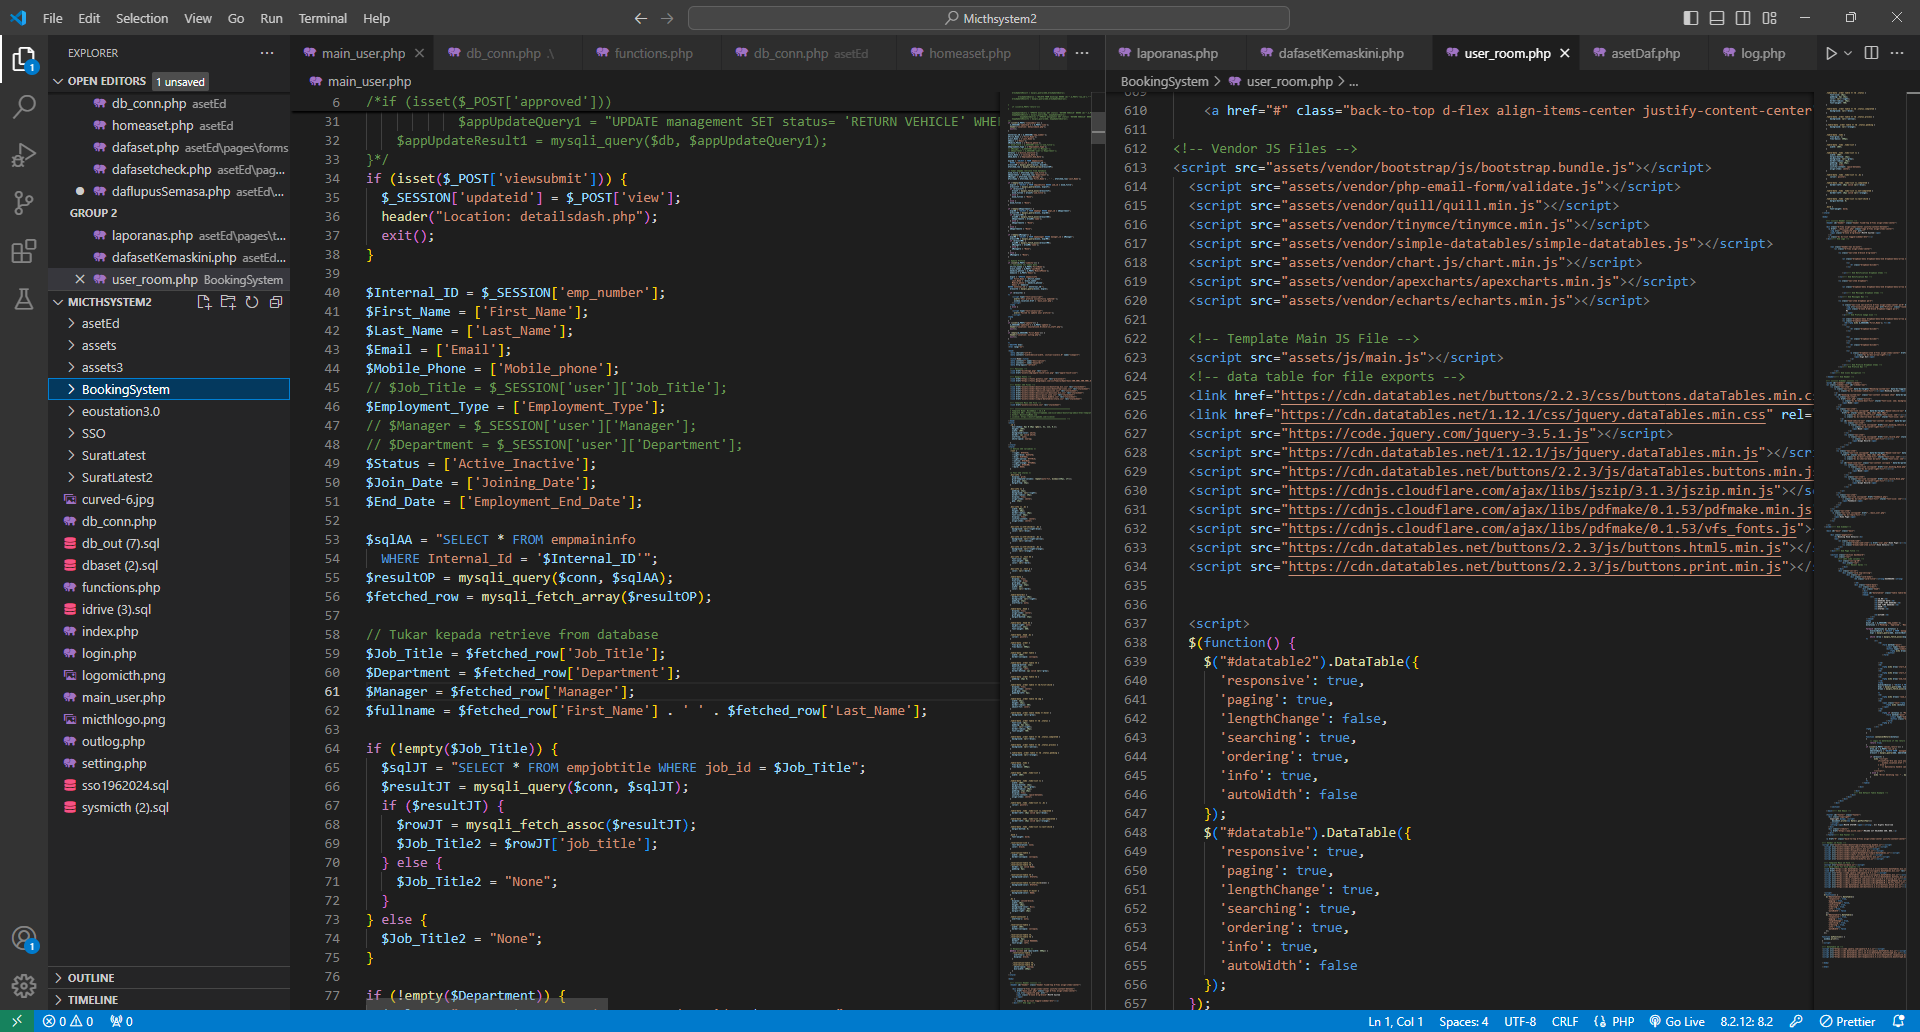 File Edit Selection View Go Run Terminal Help
Micthsystem2
EXPLORER
OPEN EDITORS 1 unsaved
db_conn.php asetEd
homeaset.php asetEd
dafaset.php asetEd\pages\forms
dafasetcheck.php asetEd\pag...
daflupusSemasa.php asetEd\...
GROUP 2
laporanas.php asetEd\pages\t...
dafasetKemaskini.php asetEd...
user_room.php BookingSystem
MICTHSYSTEM2
asetEd
assets
assets3
BookingSystem
eoustation3.0
SSO
SuratLatest
SuratLatest2
curved-6.jpg
db_conn.php
db_out (7).sql
dbaset (2).sql
functions.php
idrive (3).sql
index.php
login.php
logomicth.png
main_user.php
micthlogo.png
outlog.php
setting.php
sso1962024.sql
sysmicth (2).sql
OUTLINE
TIMELINE
main_user.php db_conn.php .\ functions.php db_conn.php asetEd homeaset.php
main_user.php
6 /*if (isset($_POST['approved']))
31 $appUpdateQuery1 = "UPDATE management SET status= 'RETURN VEHICLE' WHE
32 $appUpdateResult1 = mysqli_query($db, $appUpdateQuery1);
33 }*/
34 if (isset($_POST['viewsubmit'])) {
35 $_SESSION['updateid'] = $_POST['view'];
36 header("Location: detailsdash.php");
37 exit();
38 }
39
40 $Internal_ID = $_SESSION['emp_number'];
41 $First_Name = ['First_Name'];
42 $Last_Name = ['Last_Name'];
43 $Email = ['Email'];
44 $Mobile_Phone = ['Mobile_phone'];
45 // $Job_Title = $_SESSION['user']['Job_Title'];
46 $Employment_Type = ['Employment_Type'];
47 // $Manager = $_SESSION['user']['Manager'];
48 // $Department = $_SESSION['user']['Department'];
49 $Status = ['Active_Inactive'];
50 $Join_Date = ['Joining_Date'];
51 $End_Date = ['Employment_End_Date'];
52
53 $sqlAA = "SELECT * FROM empmaininfo
54 WHERE Internal_Id = '$Internal_ID'";
55 $resultOP = mysqli_query($conn, $sqlAA);
56 $fetched_row = mysqli_fetch_array($resultOP);
57
58 // Tukar kepada retrieve from database
59 $Job_Title = $fetched_row['Job_Title'];
60 $Department = $fetched_row['Department'];
61 $Manager = $fetched_row['Manager'];
62 $fullname = $fetched_row['First_Name'] . ' ' . $fetched_row['Last_Name'];
63
64 if (!empty($Job_Title)) {
65 $sqlJT = "SELECT * FROM empjobtitle WHERE job_id = $Job_Title";
66 $resultJT = mysqli_query($conn, $sqlJT);
67 if ($resultJT) {
68 $rowJT = mysqli_fetch_assoc($resultJT);
69 $Job_Title2 = $rowJT['job_title'];
70 } else {
71 $Job_Title2 = "None";
72 }
73 } else {
74 $Job_Title2 = "None";
75 }
76
77 if (!empty($Department)) {
laporanas.php dafasetKemaskini.php user_room.php asetDaf.php log.php
BookingSystem > user_room.php > ...
610 <a href="#" class="back-to-top d-flex align-items-center justify-content-center
611
612 <!-- Vendor JS Files -->
613 <script src="assets/vendor/bootstrap/js/bootstrap.bundle.js"></script>
614 <script src="assets/vendor/php-email-form/validate.js"></script>
615 <script src="assets/vendor/quill/quill.min.js"></script>
616 <script src="assets/vendor/tinymce/tinymce.min.js"></script>
617 <script src="assets/vendor/simple-datatables/simple-datatables.js"></script>
618 <script src="assets/vendor/chart.js/chart.min.js"></script>
619 <script src="assets/vendor/apexcharts/apexcharts.min.js"></script>
620 <script src="assets/vendor/echarts/echarts.min.js"></script>
621
622 <!-- Template Main JS File -->
623 <script src="assets/js/main.js"></script>
624 <!-- data table for file exports -->
625 <link href="https://cdn.datatables.net/buttons/2.2.3/css/buttons.dataTables.min.c
626 <link href="https://cdn.datatables.net/1.12.1/css/jquery.dataTables.min.css" rel=
627 <script src="https://code.jquery.com/jquery-3.5.1.js"></script>
628 <script src="https://cdn.datatables.net/1.12.1/js/jquery.dataTables.min.js"></scr
629 <script src="https://cdn.datatables.net/buttons/2.2.3/js/dataTables.buttons.min.j
630 <script src="https://cdnjs.cloudflare.com/ajax/libs/jszip/3.1.3/jszip.min.js"></s
631 <script src="https://cdnjs.cloudflare.com/ajax/libs/pdfmake/0.1.53/pdfmake.min.js
632 <script src="https://cdnjs.cloudflare.com/ajax/libs/pdfmake/0.1.53/vfs_fonts.js">
633 <script src="https://cdn.datatables.net/buttons/2.2.3/js/buttons.html5.min.js"></
634 <script src="https://cdn.datatables.net/buttons/2.2.3/js/buttons.print.min.js"></
635
636
637 <script>
638 $(function() {
639 $("#datatable2").DataTable({
640 'responsive': true,
641 'paging': true,
642 'lengthChange': false,
643 'searching': true,
644 'ordering': true,
645 'info': true,
646 'autoWidth': false
647 });
648 $("#datatable").DataTable({
649 'responsive': true,
650 'paging': true,
651 'lengthChange': true,
652 'searching': true,
653 'ordering': true,
654 'info': true,
655 'autoWidth': false
656 });
657 });
0 0 0 Ln 1, Col 1 Spaces: 4 UTF-8 CRLF PHP Go Live 8.2.12: 8.2 Prettier